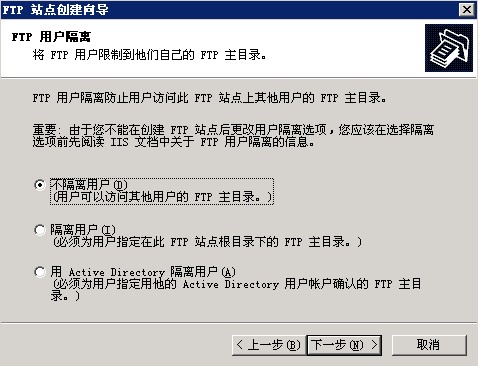 FTP 站点创建向导
FTP 用户隔离
将 FTP 用户限制到他们自己的 FTP 主目录。
FTP 用户隔离防止用户访问此 FTP 站点上其他用户的 FTP 主目录。
重要: 由于您不能在创建 FTP 站点后更改用户隔离选项，您应该在选择隔离
选项前先阅读 IIS 文档中关于 FTP 用户隔离的信息。
不隔离用户(D)
(用户可以访问其他用户的 FTP 主目录。)
隔离用户(I)
(必须为用户指定在此 FTP 站点根目录下的 FTP 主目录。)
用 Active Directory 隔离用户(A)
(必须为用户指定用他的 Active Directory 用户帐户确认的 FTP 主目
录。)
< 上一步(B) 下一步(N) > 取消